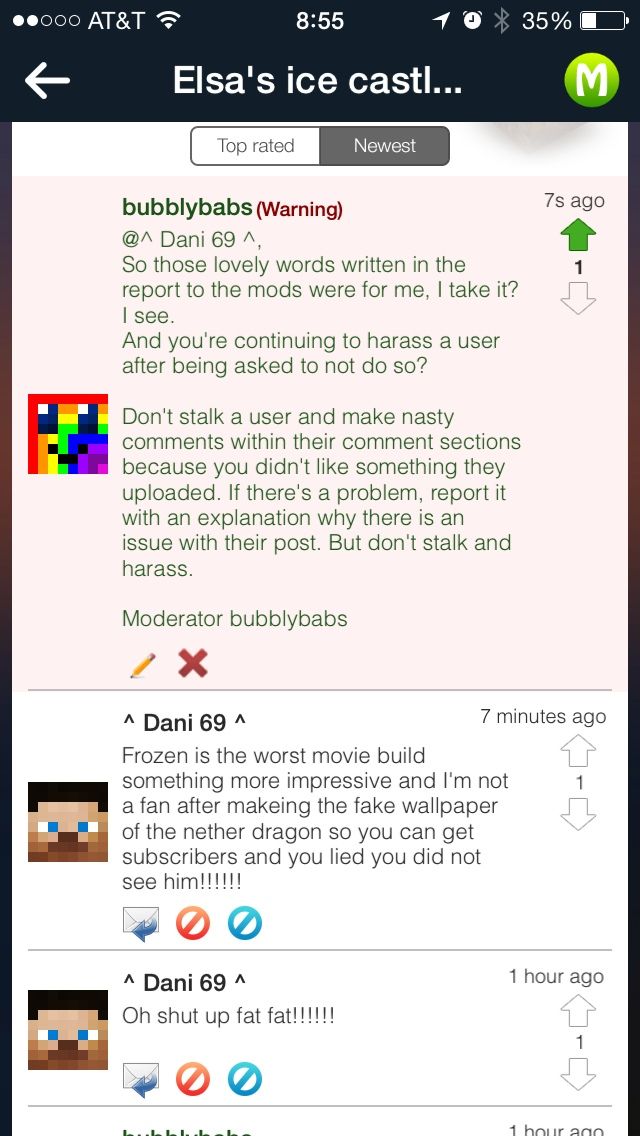 AT&T 8:55 35%
Elsa's ice castl...
M
Top rated Newest
bubblybabs (Warning) 7s ago
@^ Dani 69 ^,
So those lovely words written in the
report to the mods were for me, I take it?
1
I see.
And you're continuing to harass a user
after being asked to not do so?
Don't stalk a user and make nasty
comments within their comment sections
because you didn't like something they
uploaded. If there's a problem, report it
with an explanation why there is an
issue with their post. But don't stalk and
harass.
Moderator bubblybabs
^ Dani 69 ^ 7 minutes ago
Frozen is the worst movie build
something more impressive and I'm not
1
a fan after makeing the fake wallpaper
of the nether dragon so you can get
subscribers and you lied you did not
see him!!!!!!
^ Dani 69 ^ 1 hour ago
Oh shut up fat fat!!!!!!
1
bubblybabs 1 hour ago